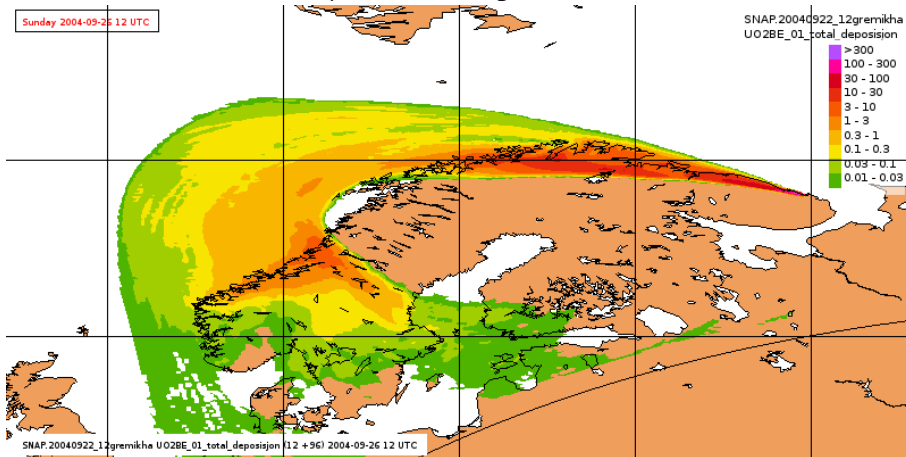 Sunday 2004-09-26 12 UTC
SNAP.20040922_12gremikha
UO2BE_01_total_deposisjon
>300
100 - 300
30 - 100
10 - 30
3 - 10
1 - 3
0.3 - 1
0.1 - 0.3
0.03 - 0.1
0.01 - 0.03
SNAP.20040922_12gremikha UO2BE_01_total_deposisjon (12 +96) 2004-09-26 12 UTC